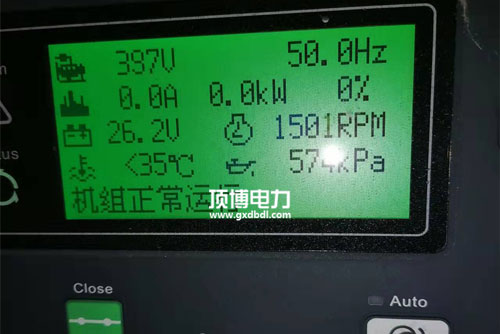 397V 50.0Hz
0.0A 0.0kW 0%
26.2V 1501RPM
<35℃ 574kPa
机组正常运
顶博电力
www.gxdbdl.com
Close
Auto